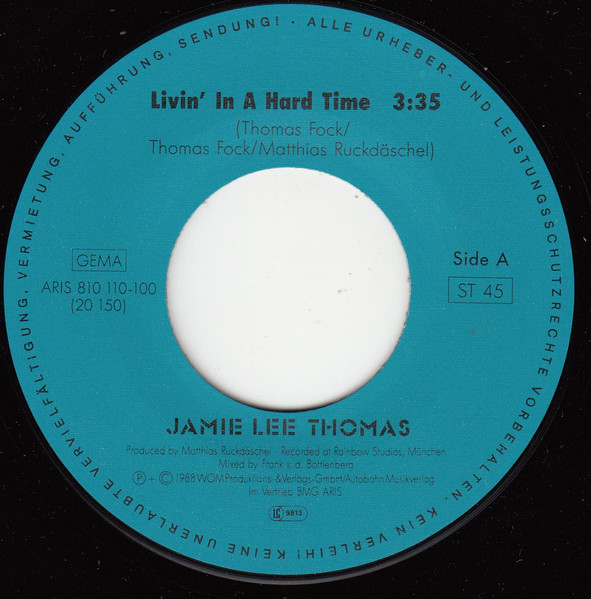 ALLE URHEBER- UND LEISTUNGSSCHUTZRECHTE VORBEHALTEN. KEIN VERLEIH! KEINE UNERLAUBTE VERVIELFÄLTIGUNG, VERMIETUNG, AUFFÜHRUNG, SENDUNG! ·
Livin' In A Hard Time 3:35
(Thomas Fock/
Thomas Fock/Matthias Ruckdäschel)
GEMA
ARIS 810 110-100
(20 150)
Side A
ST 45
JAMIE LEE THOMAS
Produced by Matthias Ruckdäschel Recorded at Rainbow Studios, München
Mixed by Frank v. d. Bottlenberg
Ⓟ + © 1988 WGM Produktions- & Verlags-GmbH/Autobahn Musikverlag
Im Vertrieb BMG ARIS
LC 9813